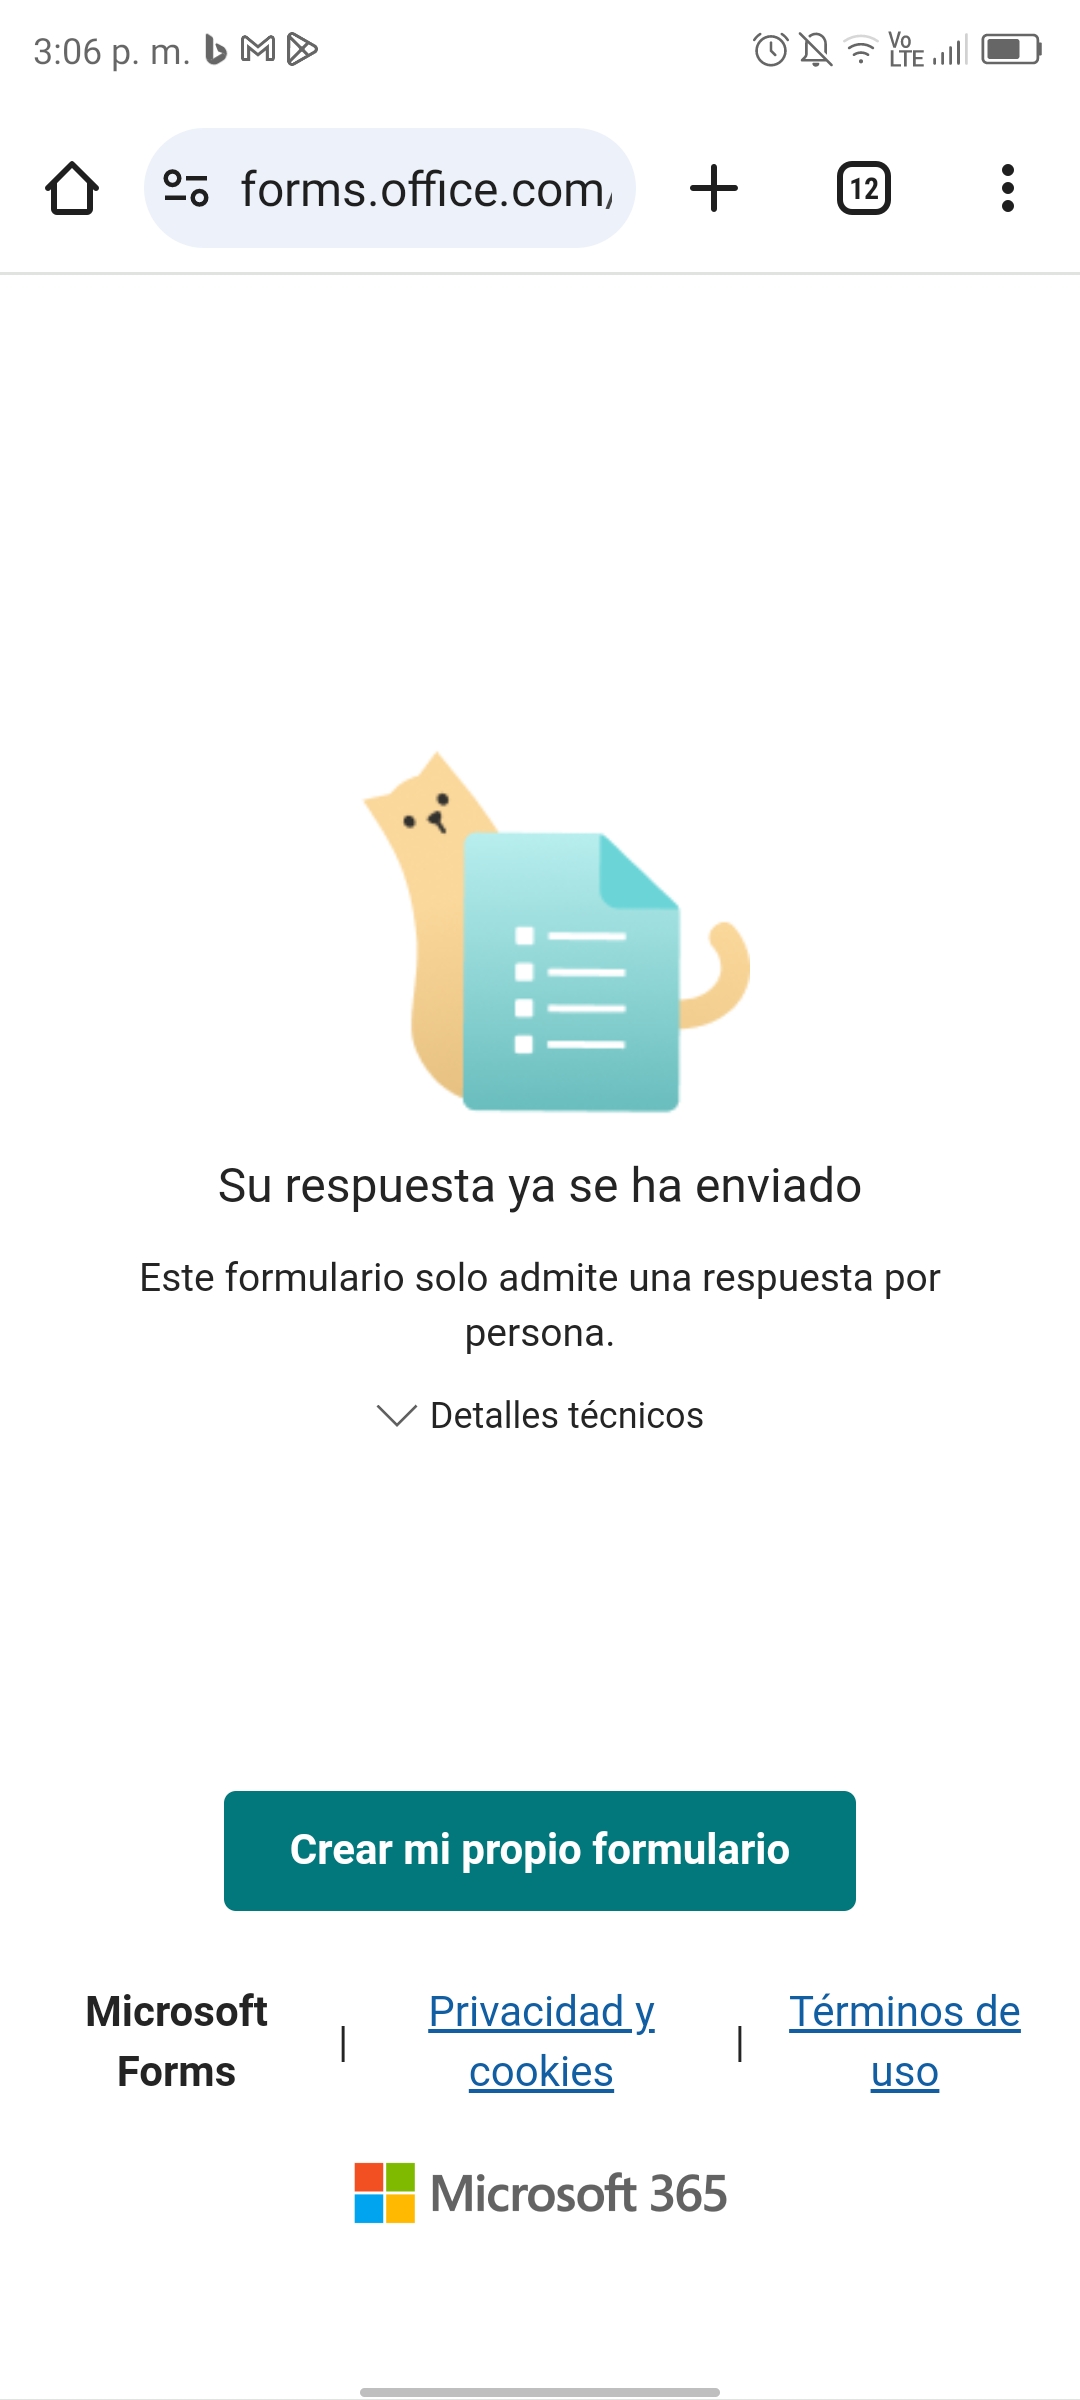 3:06 p. m.
Vo
LTE
forms.office.com/
12
Su respuesta ya se ha enviado
Este formulario solo admite una respuesta por
persona.
Detalles técnicos
Crear mi propio formulario
Microsoft
Forms
|
Privacidad y
cookies
|
Términos de
uso
Microsoft 365